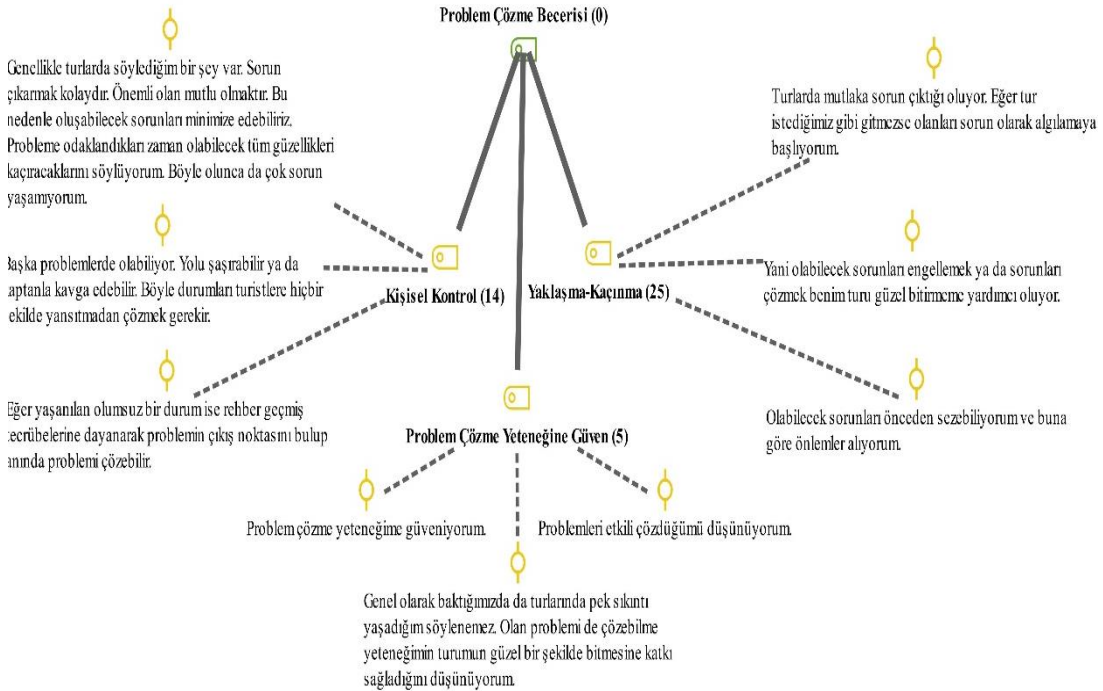 Problem Çözme Becerisi (0)
Genellikle turlarda söylediğim bir şey var. Sorun
çıkarmak kolaydır. Önemli olan mutlu olmaktır. Bu
nedenle oluşabilecek sorunları minimize edebiliriz.
Probleme odaklandıkları zaman olabilecek tüm güzellikleri
kaçıracaklarını söylüyorum. Böyle olunca da çok sorun
yaşamıyorum.
Turlarda mutlaka sorun çıktığı oluyor. Eğer tur
istediğimiz gibi gitmezse olanları sorun olarak algılamaya
başlıyorum.
Başka problemlerde olabiliyor. Yolu şaşırabilir ya da
kaptanla kavga edebilir. Böyle durumları turistlere hiçbir
şekilde yansıtmadan çözmek gerekir.
Kişisel Kontrol (14)
Yaklaşma-Kaçınma (25)
Yani olabilecek sorunları engellemek ya da sorunları
çözmek benim turu güzel bitirmeme yardımcı oluyor.
Eğer yaşanılan olumsuz bir durum ise rehber geçmiş
tecrübelerine dayanarak problemin çıkış noktasını bulup
anında problemi çözebilir.
Olabilecek sorunları önceden sezebiliyorum ve buna
göre önlemler alıyorum.
Problem Çözme Yeteneğine Güven (5)
Problem çözme yeteneğime güveniyorum.
Problemleri etkili çözdüğümü düşünüyorum.
Genel olarak baktığımızda da turlarında pek sıkıntı
yaşadığım söylenemez. Olan problemi de çözebilme
yeteneğimin turumun güzel bir şekilde bitmesine katkı
sağladığını düşünüyorum.